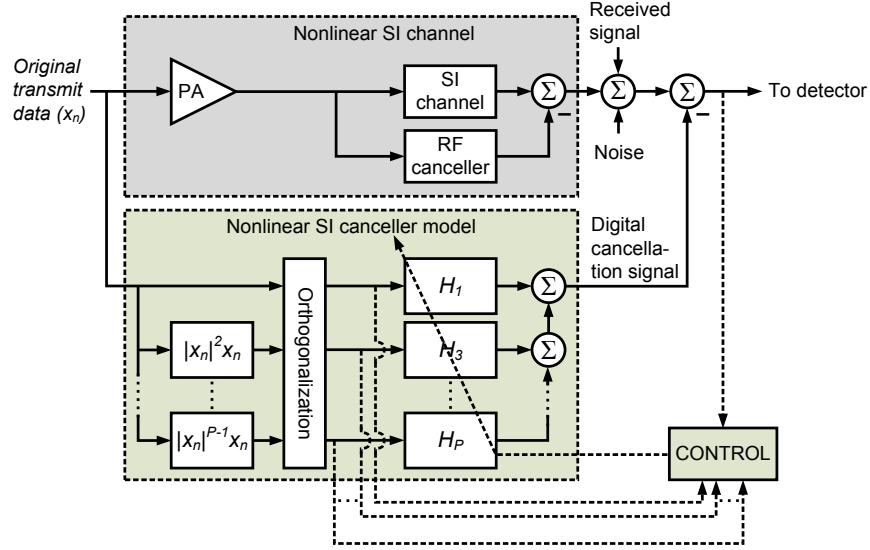 Nonlinear SI channel
Received
signal
Original
transmit
data (xₙ)
PA
SI
channel
Σ
Σ
Σ
To detector
RF
canceller
Noise
Nonlinear SI canceller model
Digital
cancella-
tion signal
Orthogonalization
H₁
Σ
|xₙ|²xₙ
H₃
Σ
|xₙ|ᴾ⁻¹xₙ
H_P
CONTROL